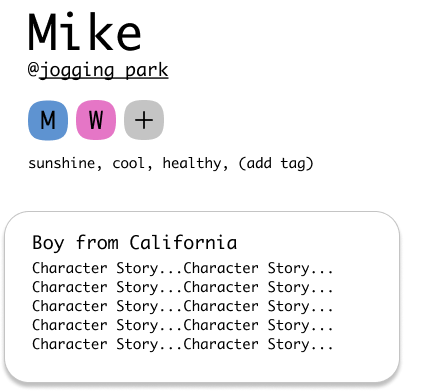 Mike
@jogging park
M W +
sunshine, cool, healthy, (add tag)
Boy from California
Character Story...Character Story...
Character Story...Character Story...
Character Story...Character Story...
Character Story...Character Story...
Character Story...Character Story...